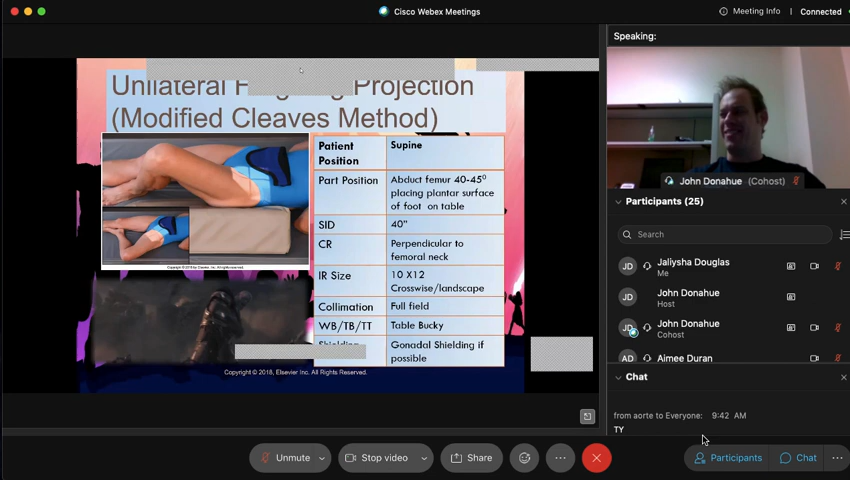 Cisco Webex Meetings
Meeting Info
Connected
Unilateral Projection
(Modified Cleaves Method)
Patient Position Supine
Part Position Abduct femur 40-45⁰
placing plantar surface
of foot on table
SID 40"
CR Perpendicular to
femoral neck
IR Size 10 X12
Crosswise/landscape
Collimation Full field
WB/TB/TT Table Bucky
Gonadal Shielding if
possible
Copyright © 2018, Elsevier Inc. All Rights Reserved.
Speaking:
John Donahue (Cohost)
Participants (25)
Search
JD Jaliysha Douglas
Me
JD John Donahue
Host
JD John Donahue
Cohost
AD Aimee Duran
Chat
from aorte to Everyone: 9:42 AM
TY
Unmute
Stop video
Share
Participants
Chat